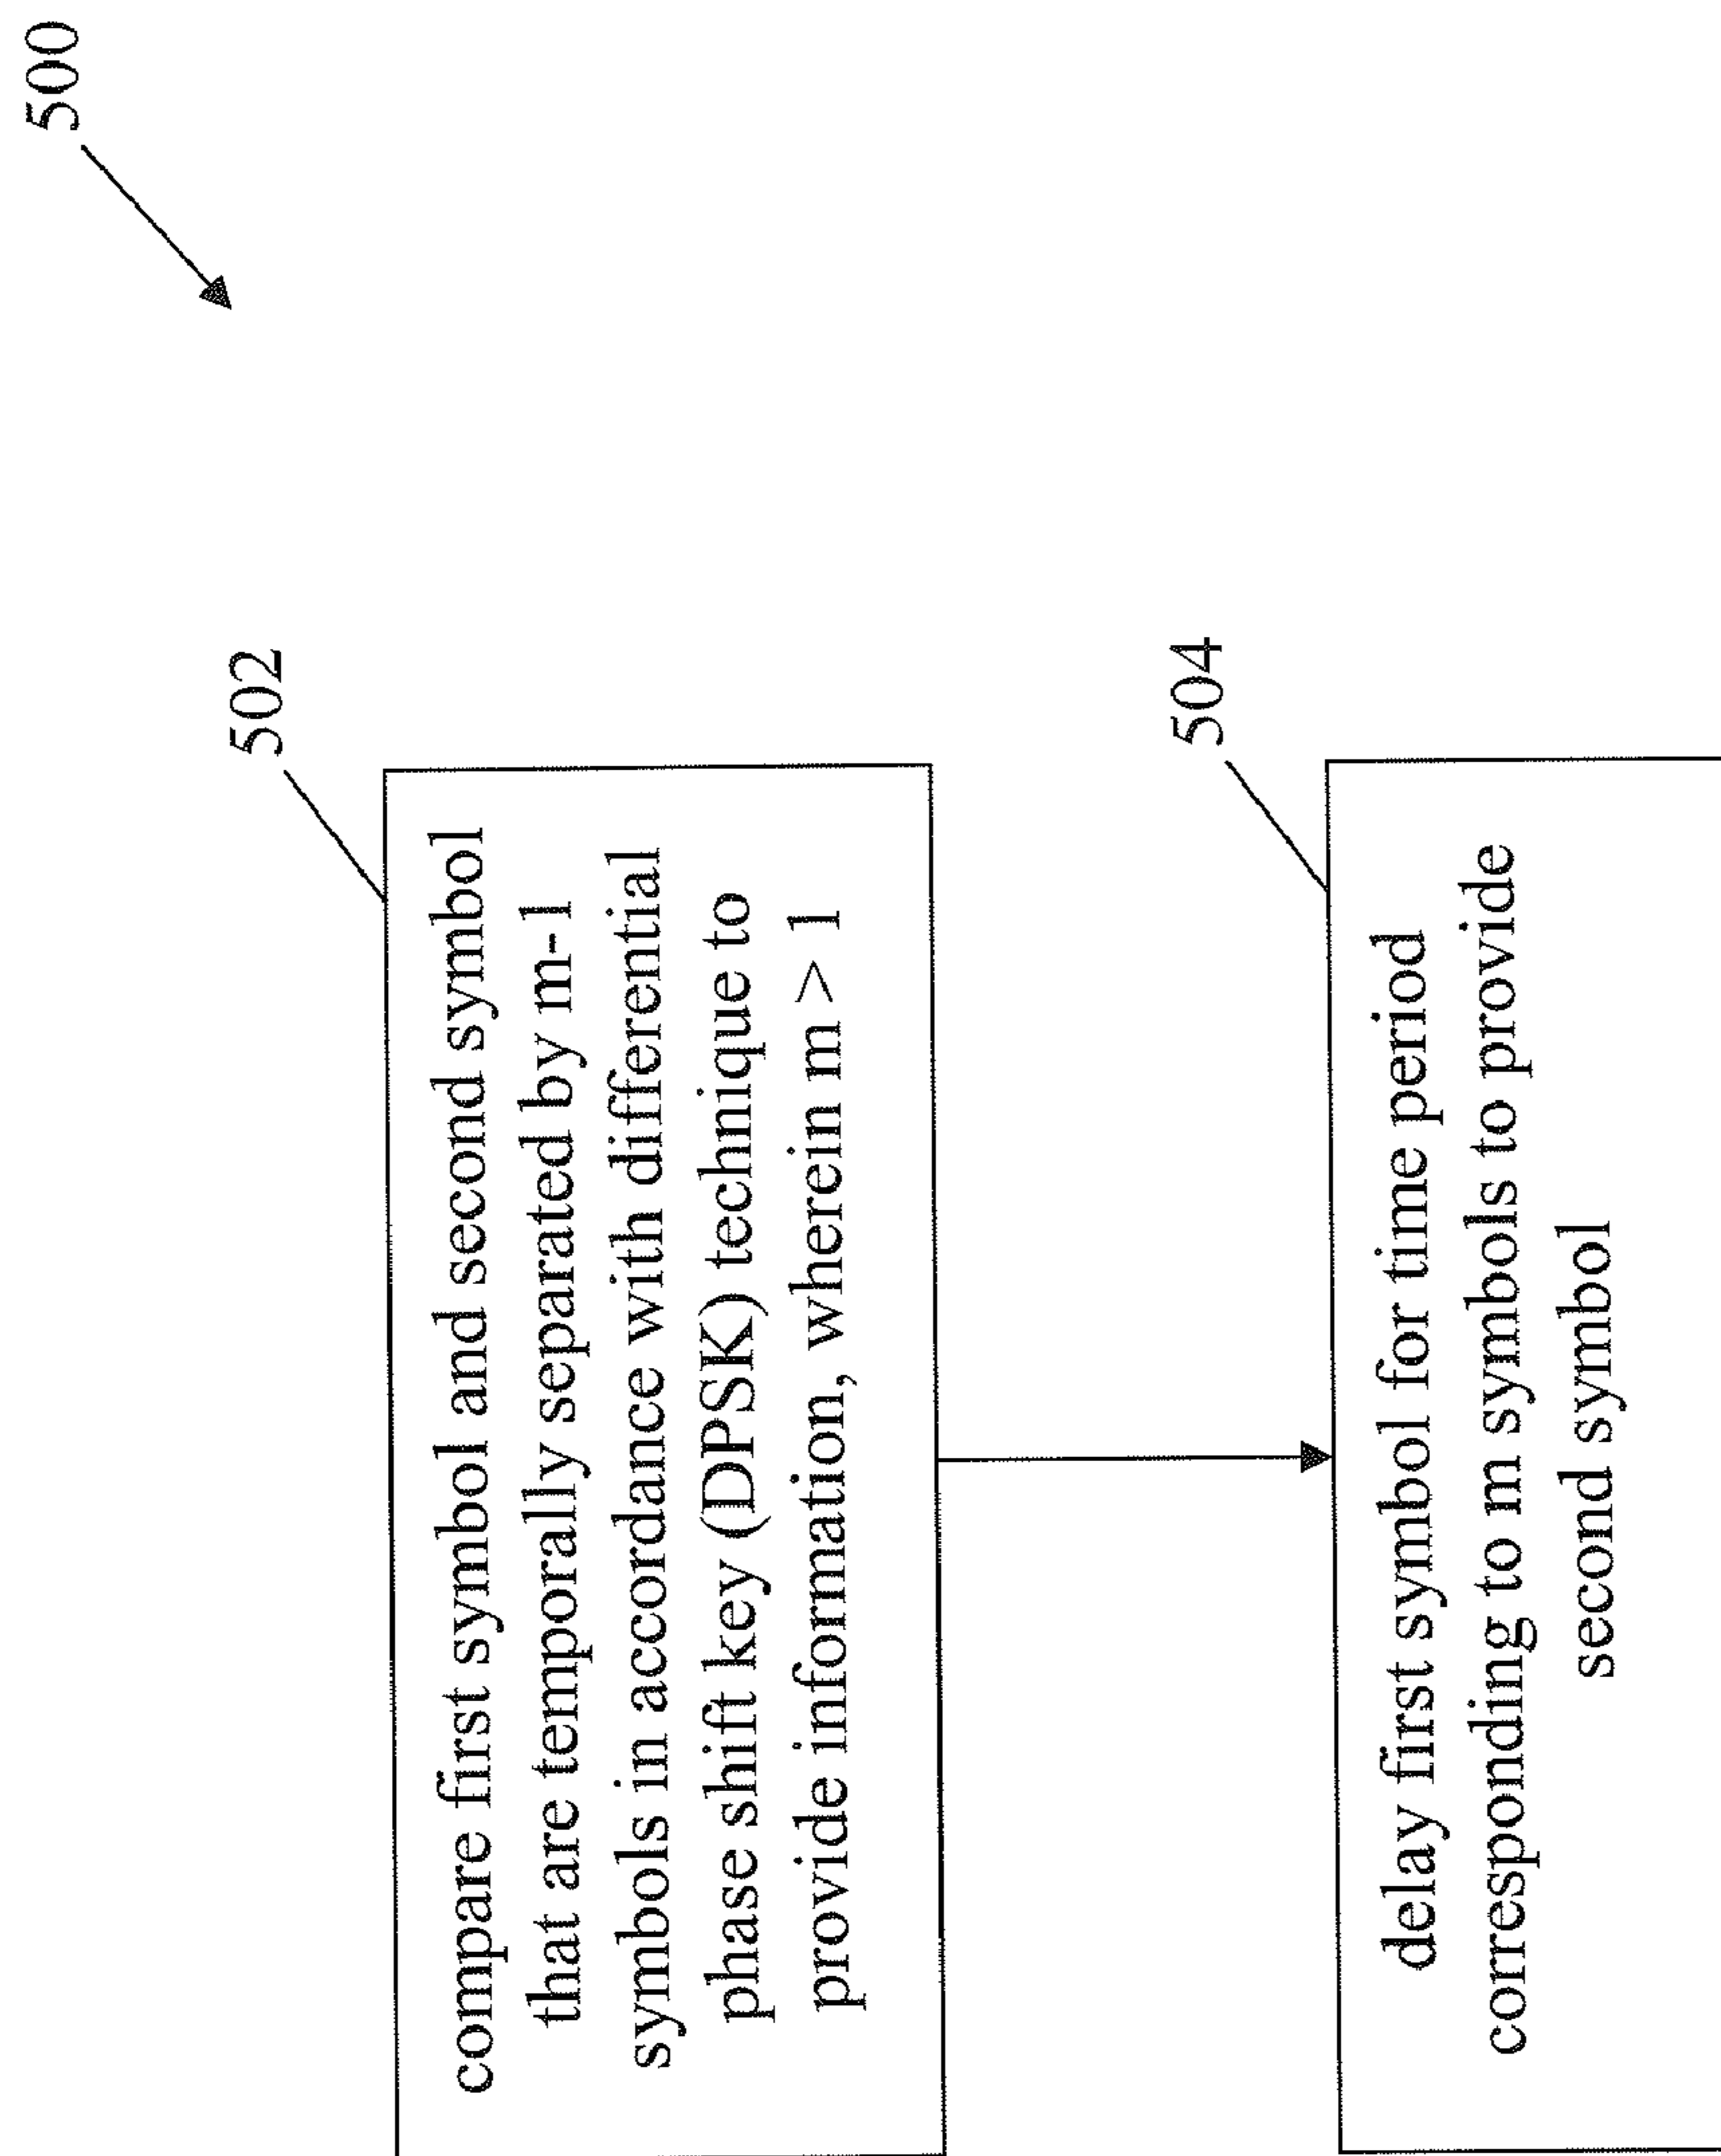 500
502
compare first symbol and second symbol
that are temporally separated by m-1
symbols in accordance with differential
phase shift key (DPSK) technique to
provide information, wherein m > 1
504
delay first symbol for time period
corresponding to m symbols to provide
second symbol